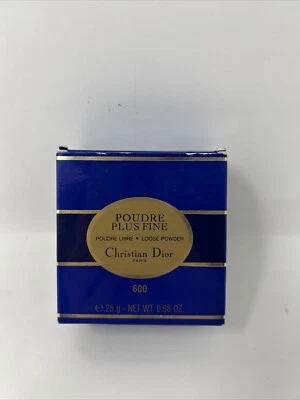 POUDRE
PLUS FINE
POUDRE LIBRE • LOOSE POWDER
Christian Dior
PARIS
600
℮ 25 g - NET WT. 0.88 OZ.